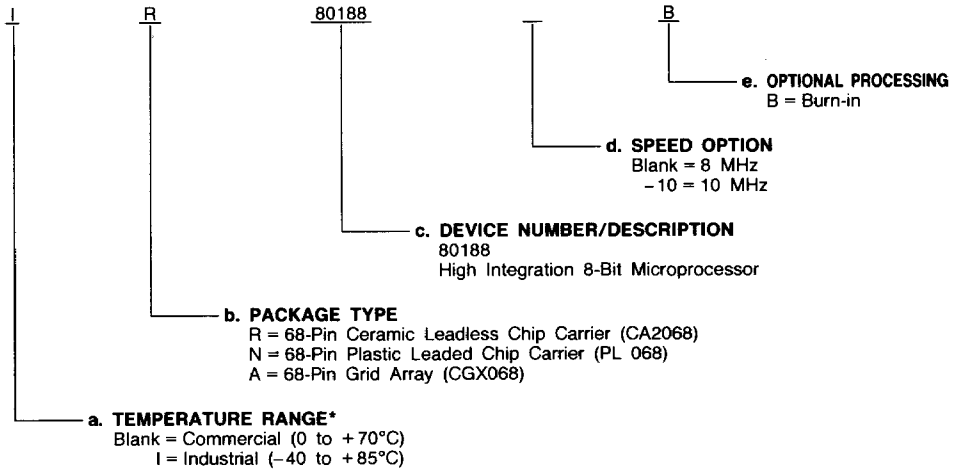 I R 80188 _ B
e. OPTIONAL PROCESSING
B = Burn-in
d. SPEED OPTION
Blank = 8 MHz
-10 = 10 MHz
c. DEVICE NUMBER/DESCRIPTION
80188
High Integration 8-Bit Microprocessor
b. PACKAGE TYPE
R = 68-Pin Ceramic Leadless Chip Carrier (CA2068)
N = 68-Pin Plastic Leaded Chip Carrier (PL 068)
A = 68-Pin Grid Array (CGX068)
a. TEMPERATURE RANGE*
Blank = Commercial (0 to +70°C)
I = Industrial (-40 to +85°C)